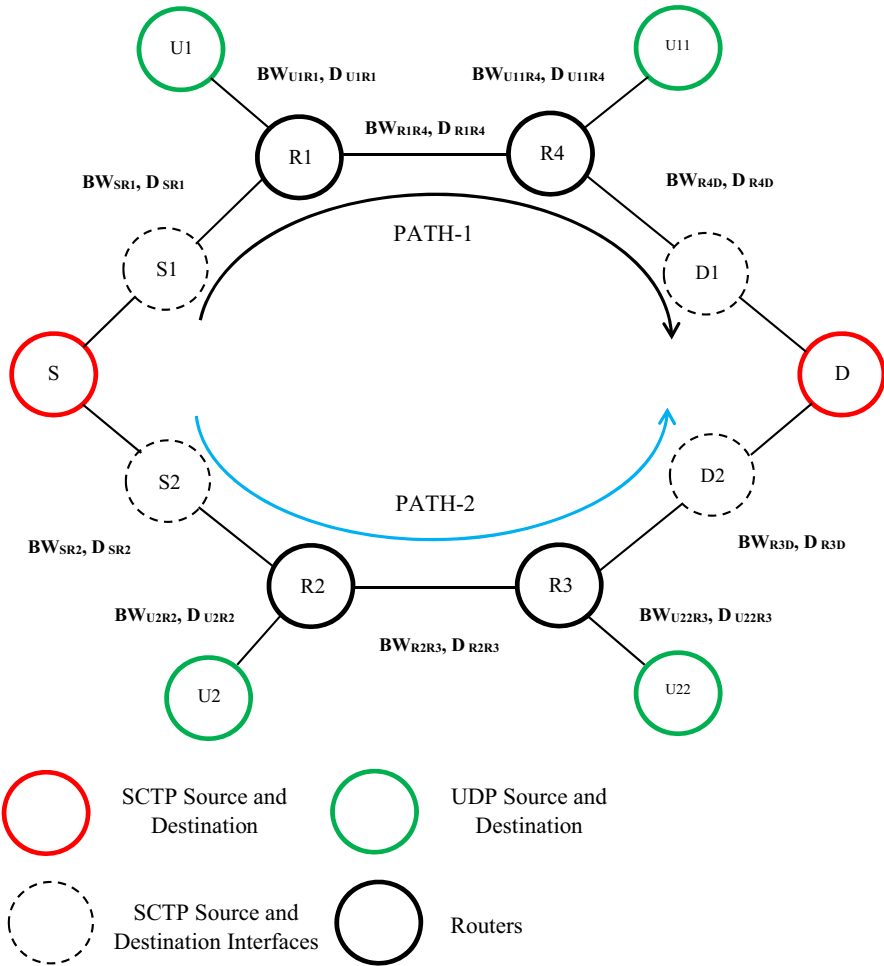 U1
U11
BWU1R1, D U1R1
BWU11R4, D U11R4
BWR1R4, D R1R4
R1
R4
BWSR1, D SR1
BWR4D, D R4D
PATH-1
S1
D1
S
D
S2
D2
PATH-2
BWSR2, D SR2
BWR3D, D R3D
R2
R3
BWU2R2, D U2R2
BWU22R3, D U22R3
BWR2R3, D R2R3
U2
U22
SCTP Source and
Destination
UDP Source and
Destination
SCTP Source and
Destination Interfaces
Routers